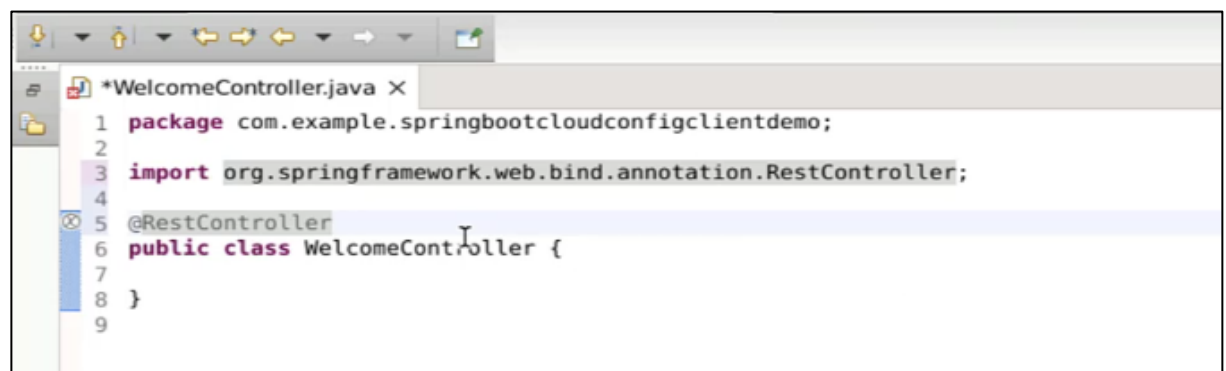 *WelcomeController.java
1 package com.example.springbootcloudconfigclientdemo;
2
3 import org.springframework.web.bind.annotation.RestController;
4
5 @RestController
6 public class WelcomeController {
7
8 }
9